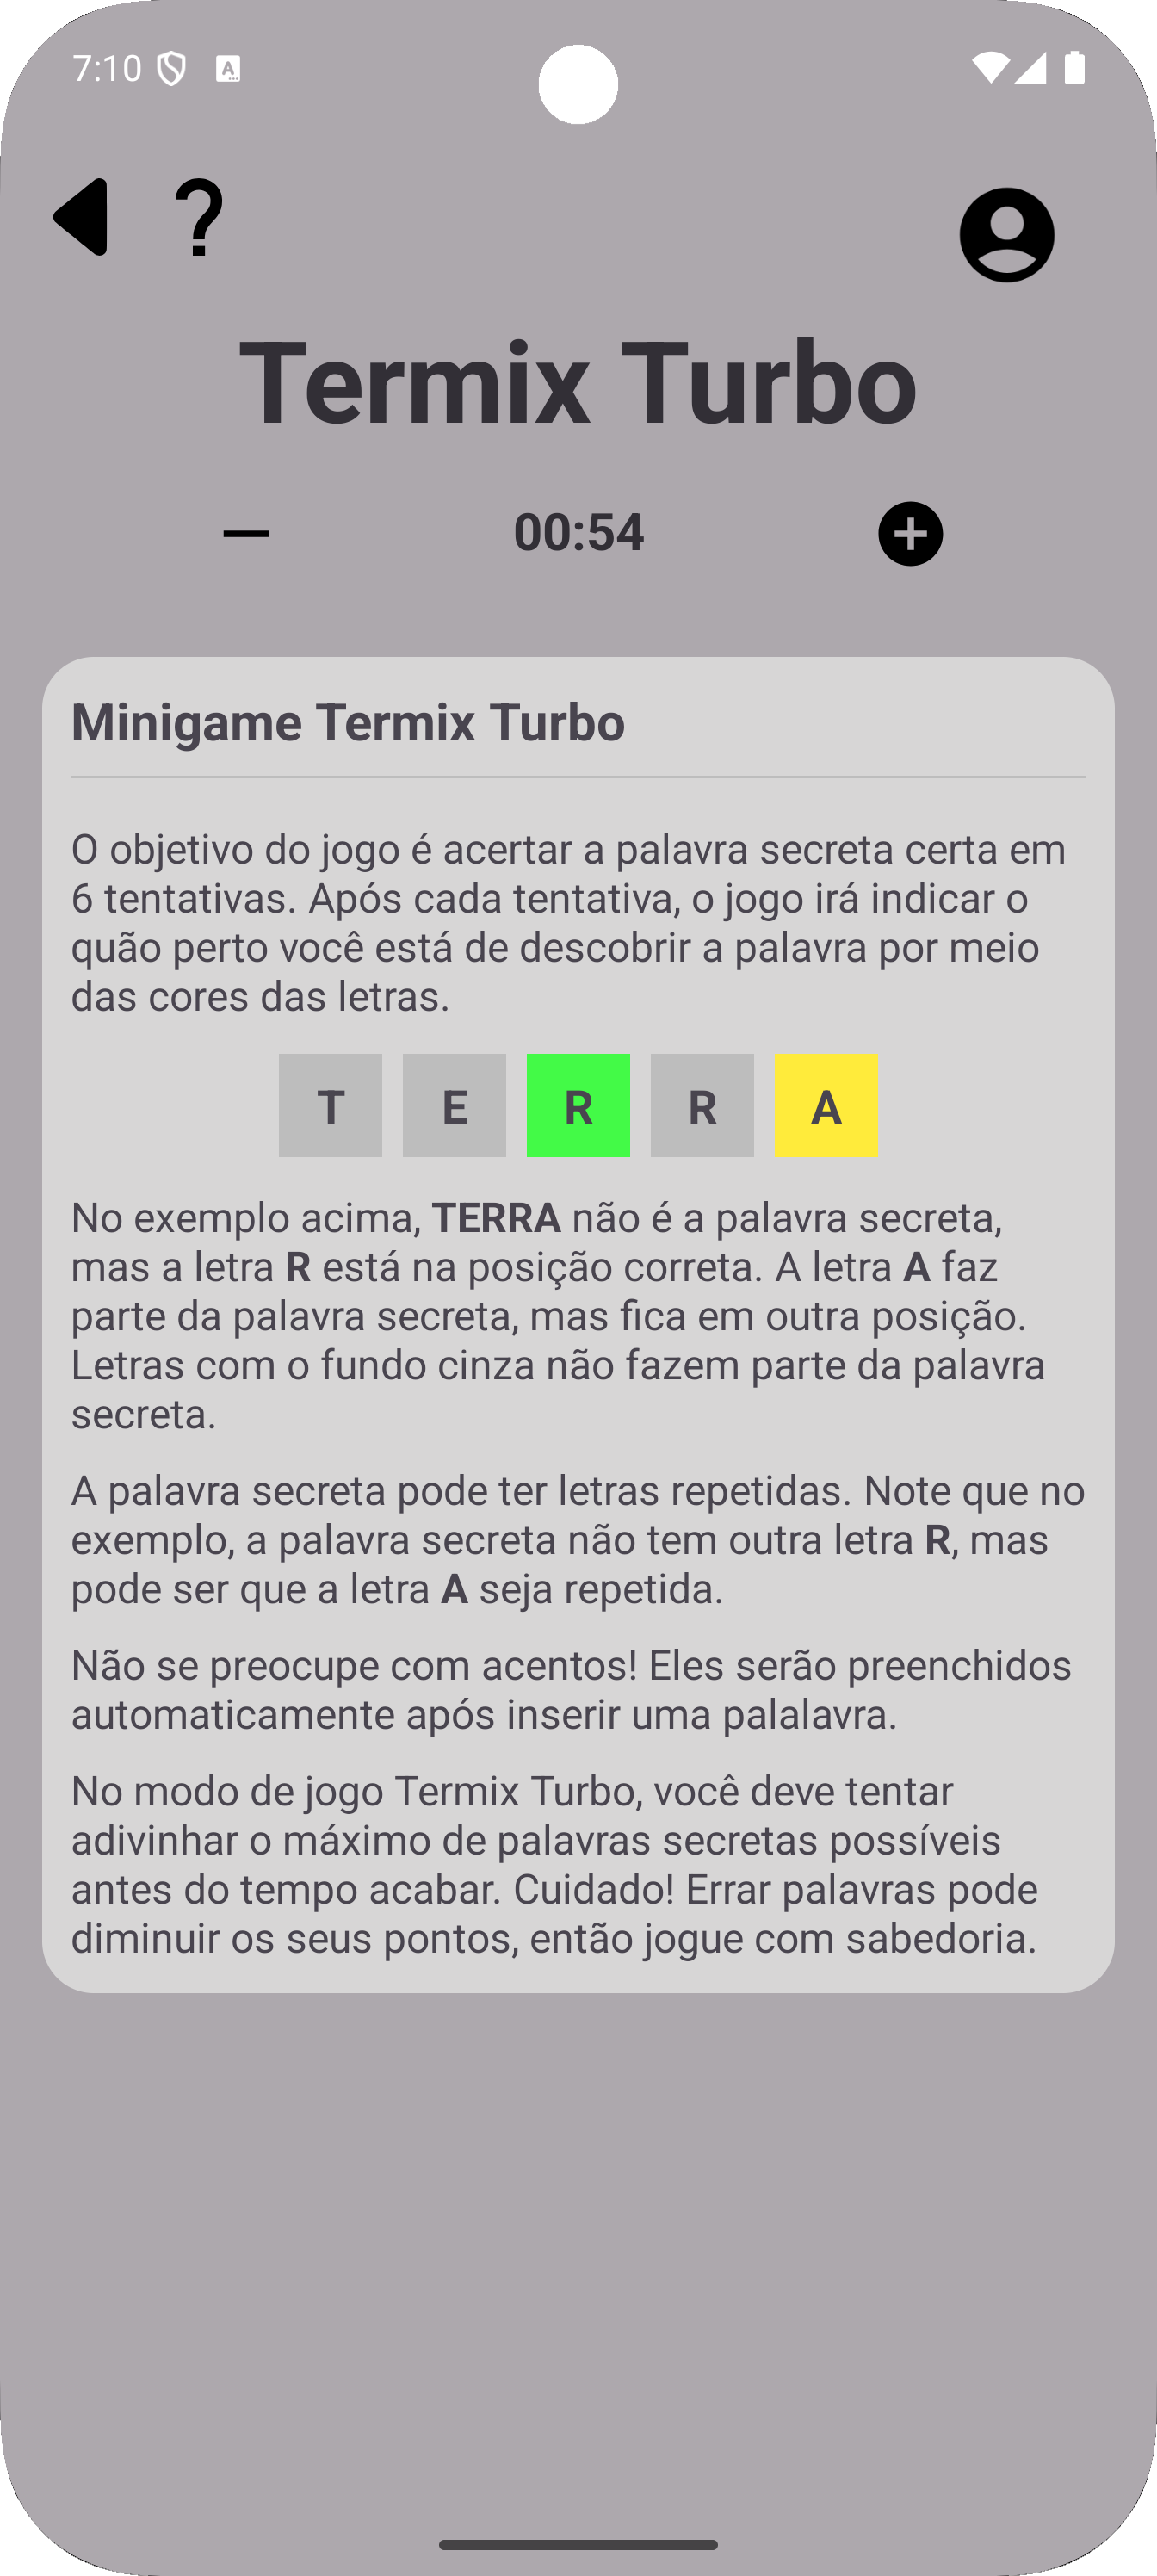 7:10
A
?
Termix Turbo
00:54
Minigame Termix Turbo
O objetivo do jogo é acertar a palavra secreta certa em
6 tentativas. Após cada tentativa, o jogo irá indicar o
quão perto você está de descobrir a palavra por meio
das cores das letras.
T E R R A
No exemplo acima, TERRA não é a palavra secreta,
mas a letra R está na posição correta. A letra A faz
parte da palavra secreta, mas fica em outra posição.
Letras com o fundo cinza não fazem parte da palavra
secreta.
A palavra secreta pode ter letras repetidas. Note que no
exemplo, a palavra secreta não tem outra letra R, mas
pode ser que a letra A seja repetida.
Não se preocupe com acentos! Eles serão preenchidos
automaticamente após inserir uma palalavra.
No modo de jogo Termix Turbo, você deve tentar
adivinhar o máximo de palavras secretas possíveis
antes do tempo acabar. Cuidado! Errar palavras pode
diminuir os seus pontos, então jogue com sabedoria.